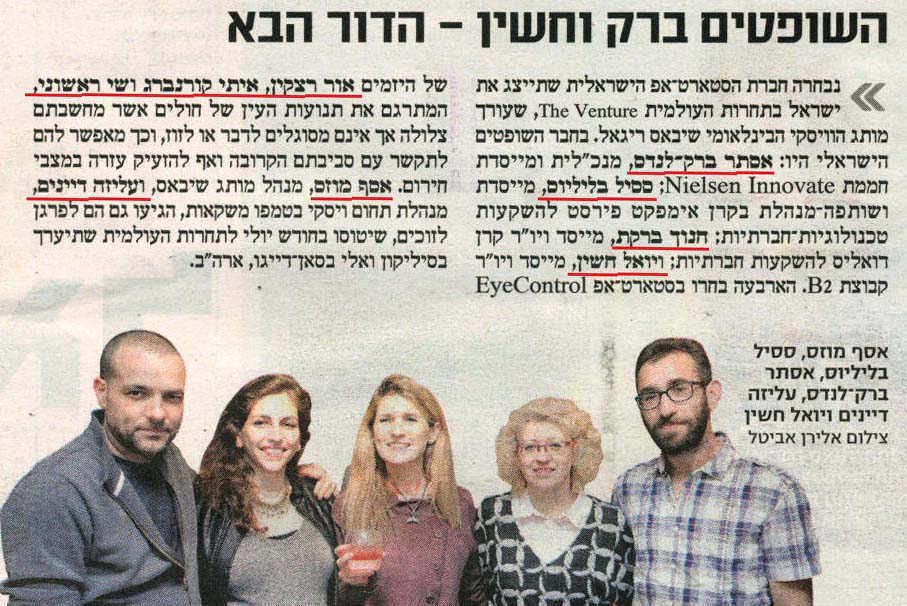 השופטים ברק וחשין – הדור הבא
נבחרה חברת הסטארט־אפ הישראלית שתייצג את
ישראל בתחרות העולמית The Venture, שעורך
מותג הוויסקי הבינלאומי שיבאס ריגאל. בחבר השופטים
הישראלי היו: אסתר ברק־לנדס, מנכ"לית ומייסדת
חממת Nielsen Innovate; ססיל בליליוס, מייסדת
ושותפה־מנהלת בקרן אימפקט פירסט להשקעות
טכנולוגיות־חברתיות; חנוך ברקת, מייסד ויו"ר קרן
דואליס להשקעות חברתיות; ויואל חשין, מייסד ויו"ר
קבוצת B2. הארבעה בחרו בסטארט־אפ EyeControl
של היזמים אור רצקין, איתי קורנברג ושי ראשוני,
המתרגם את תנועות העין של חולים אשר מחשבתם
צלולה אך אינם מסוגלים לדבר או לזוז, וכך מאפשר להם
לתקשר עם סביבתם הקרובה ואף להזעיק עזרה במצבי
חירום. אסף מוזס, מנהל מותג שיבאס, ועליזה דיינים,
מנהלת תחום ויסקי בטמפו משקאות, הגיעו גם הם לפרגן
לזוכים, שיטוסו בחודש יולי לתחרות העולמית שתיערך
בסיליקון ואלי בסאן־דייגו, ארה"ב.
אסף מוזס, ססיל
בליליוס, אסתר
ברק־לנדס, עליזה
דיינים ויואל חשין
צילום אלירן אביטל